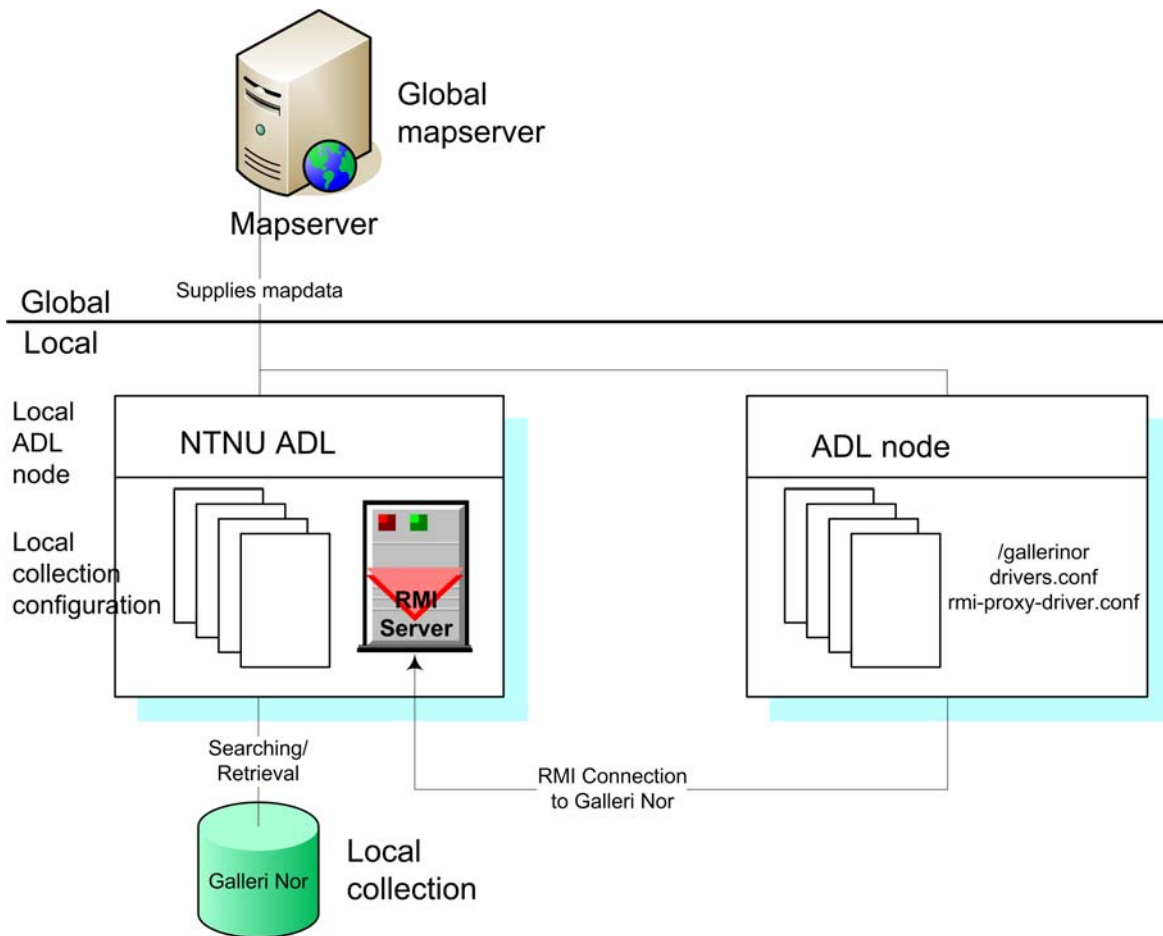 Global
mapserver
Mapserver
Supplies mapdata
Global
Local
Local
ADL
node
NTNU ADL
ADL node
Local
collection
configuration
RMI
Server
/gallerinor
drivers.conf
rmi-proxy-driver.conf
Searching/
Retrieval
RMI Connection
to Galleri Nor
Galleri Nor
Local
collection